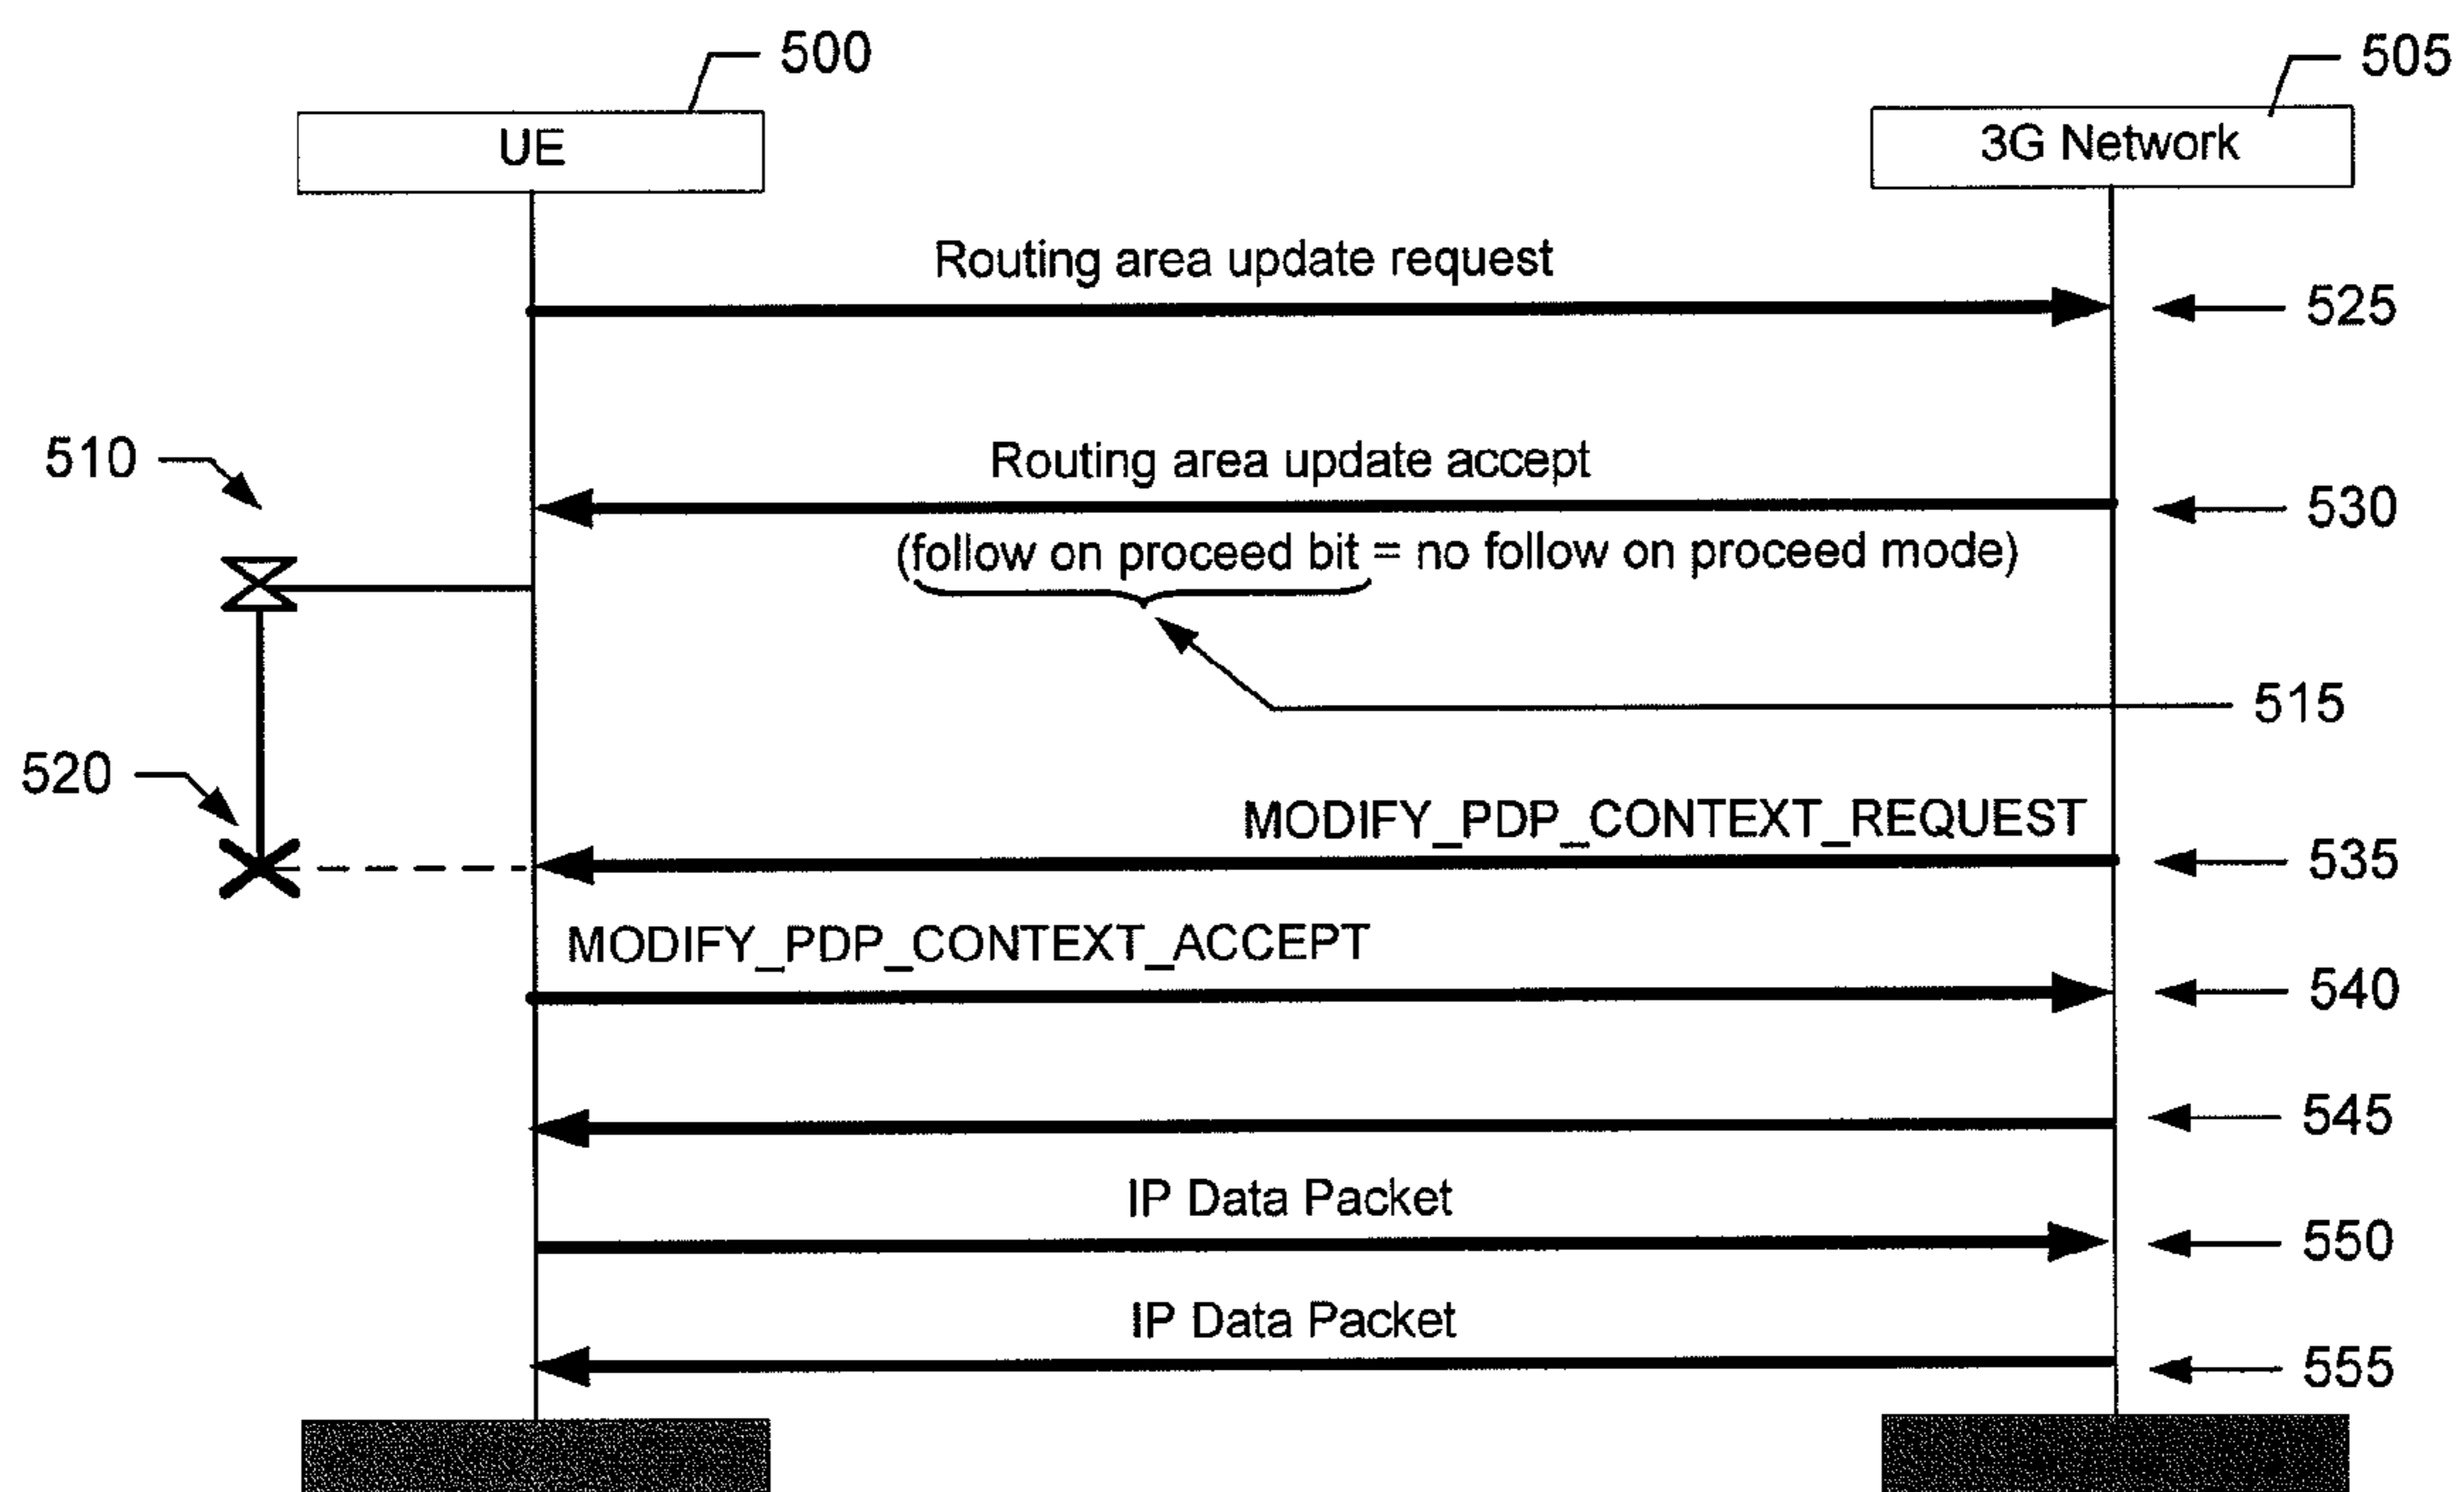 500
505
UE
3G Network
Routing area update request
525
510
Routing area update accept
530
(follow on proceed bit = no follow on proceed mode)
515
520
MODIFY_PDP_CONTEXT_REQUEST
535
MODIFY_PDP_CONTEXT_ACCEPT
540
545
IP Data Packet
550
IP Data Packet
555